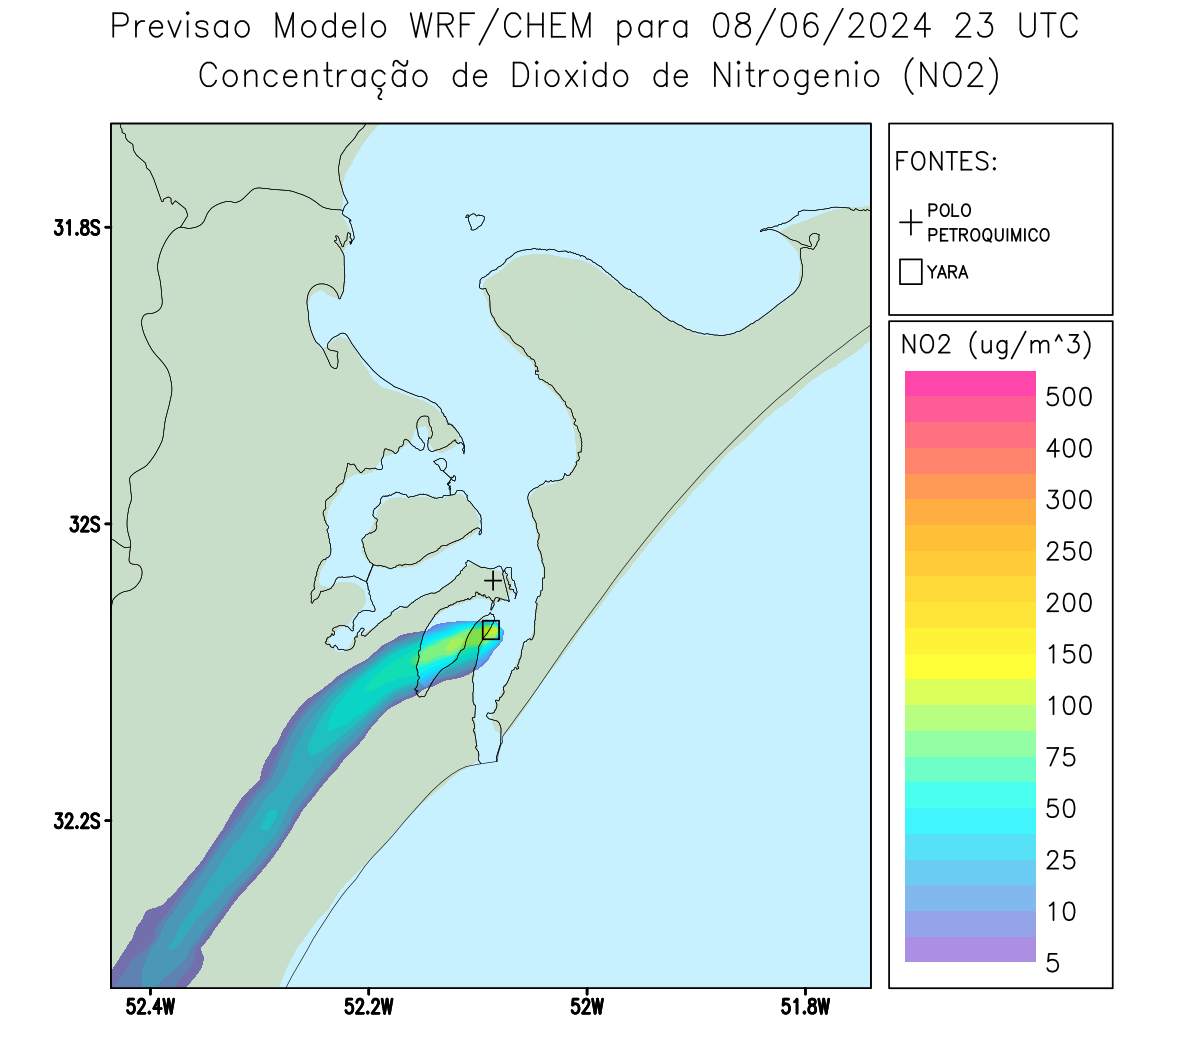 Previsao Modelo WRF/CHEM para 08/06/2024 23 UTC
Concentração de Dioxido de Nitrogenio (NO2)
FONTES:
POLO
PETROQUIMICO
YARA
NO2 (ug/m^3)
500
400
300
250
200
150
100
75
50
25
10
5
31.8S
32S
32.2S
52.4W
52.2W
52W
51.8W